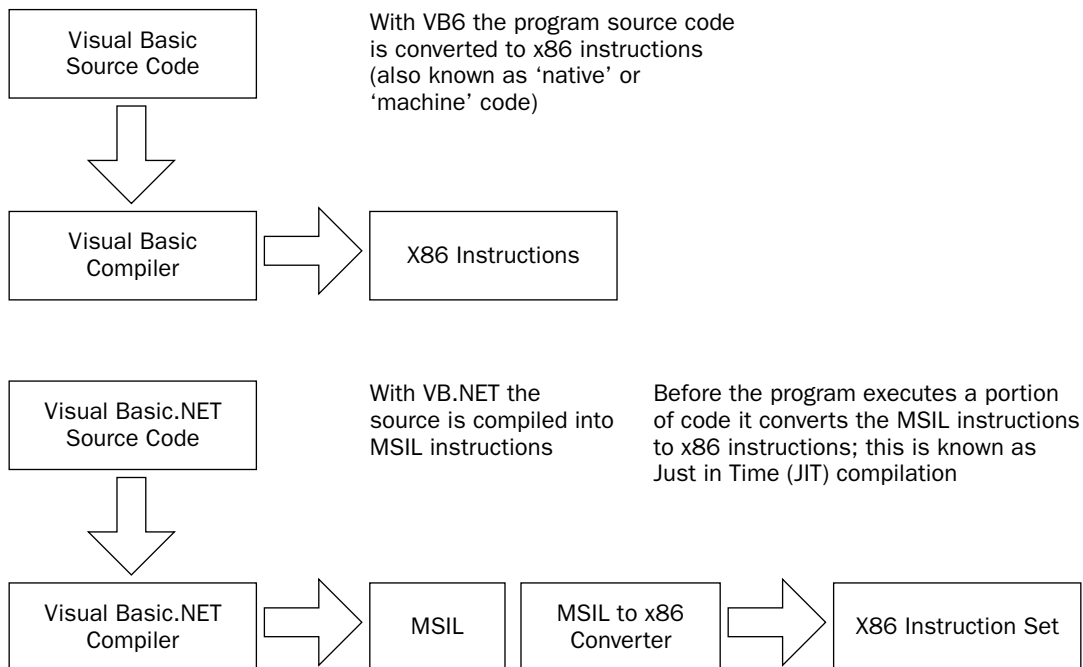 Visual Basic
Source Code
With VB6 the program source code
is converted to x86 instructions
(also known as ‘native’ or
‘machine’ code)
Visual Basic
Compiler
X86 Instructions
Visual Basic.NET
Source Code
With VB.NET the
source is compiled into
MSIL instructions
Before the program executes a portion
of code it converts the MSIL instructions
to x86 instructions; this is known as
Just in Time (JIT) compilation
Visual Basic.NET
Compiler
MSIL
MSIL to x86
Converter
X86 Instruction Set